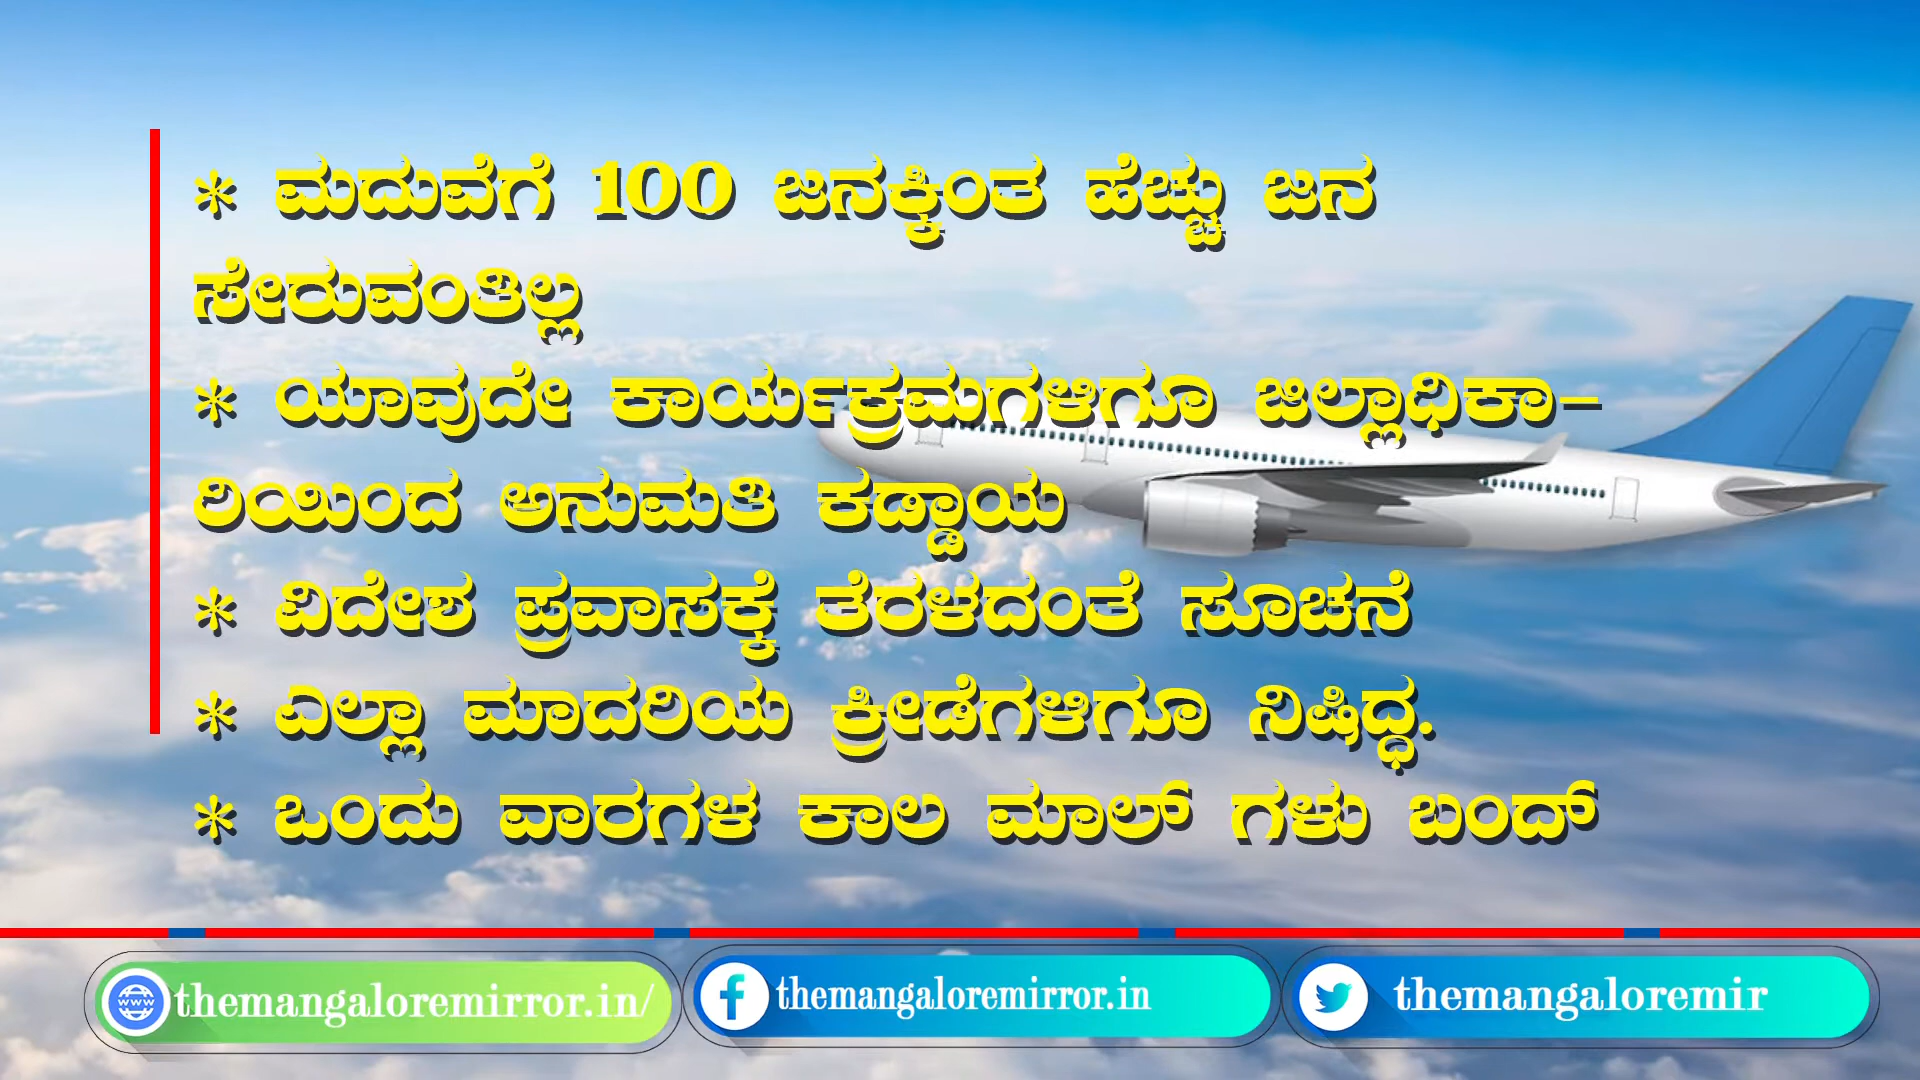 * ಮದುವೆಗೆ 100 ಜನಕ್ಕಿಂತ ಹೆಚ್ಚು ಜನ
ಸೇರುವಂತಿಲ್ಲ
* ಯಾವುದೇ ಕಾರ್ಯಕ್ರಮಗಳಿಗೂ ಜಿಲ್ಲಾಧಿಕಾ-
ರಿಯಿಂದ ಅನುಮತಿ ಕಡ್ಡಾಯ
* ವಿದೇಶ ಪ್ರವಾಸಕ್ಕೆ ತೆರಳದಂತೆ ಸೂಚನೆ
* ಎಲ್ಲಾ ಮಾದರಿಯ ಕ್ರೀಡೆಗಳಿಗೂ ನಿಷಿದ್ಧ.
* ಒಂದು ವಾರಗಳ ಕಾಲ ಮಾಲ್ ಗಳು ಬಂದ್
www themangaloremirror.in/ themangaloremirror.in themangaloremir